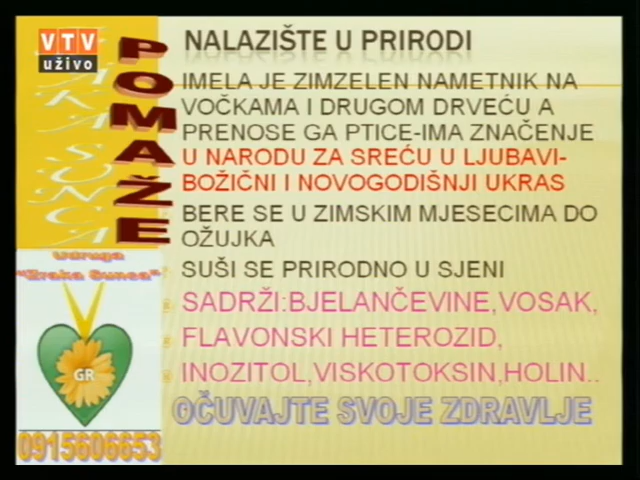 VTV
uživo
POMAŽE
NALAZIŠTE U PRIRODI
IMELA JE ZIMZELEN NAMETNIK NA
VOČKAMA I DRUGOM DRVEĆU A
PRENOSE GA PTICE-IMA ZNAČENJE
U NARODU ZA SREĆU U LJUBAVI-
BOŽIČNI I NOVOGODIŠNJI UKRAS
BERE SE U ZIMSKIM MJESECIMA DO
OŽUJKA
SUŠI SE PRIRODNO U SJENI
SADRŽI:BJELANČEVINE,VOSAK,
FLAVONSKI HETEROZID,
INOZITOL,VISKOTOKSIN,HOLIN..
OČUVAJTE SVOJE ZDRAVLJE
Udruga
"Zraka Sunca"
GR
0915606653